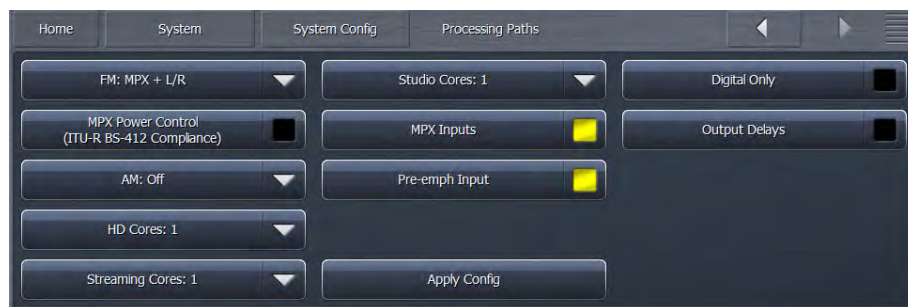 Home
System
System Config
Processing Paths
FM: MPX + L/R
Studio Cores: 1
Digital Only
MPX Power Control
(ITU-R BS-412 Compliance)
MPX Inputs
Output Delays
AM: Off
Pre-emph Input
HD Cores: 1
Streaming Cores: 1
Apply Config